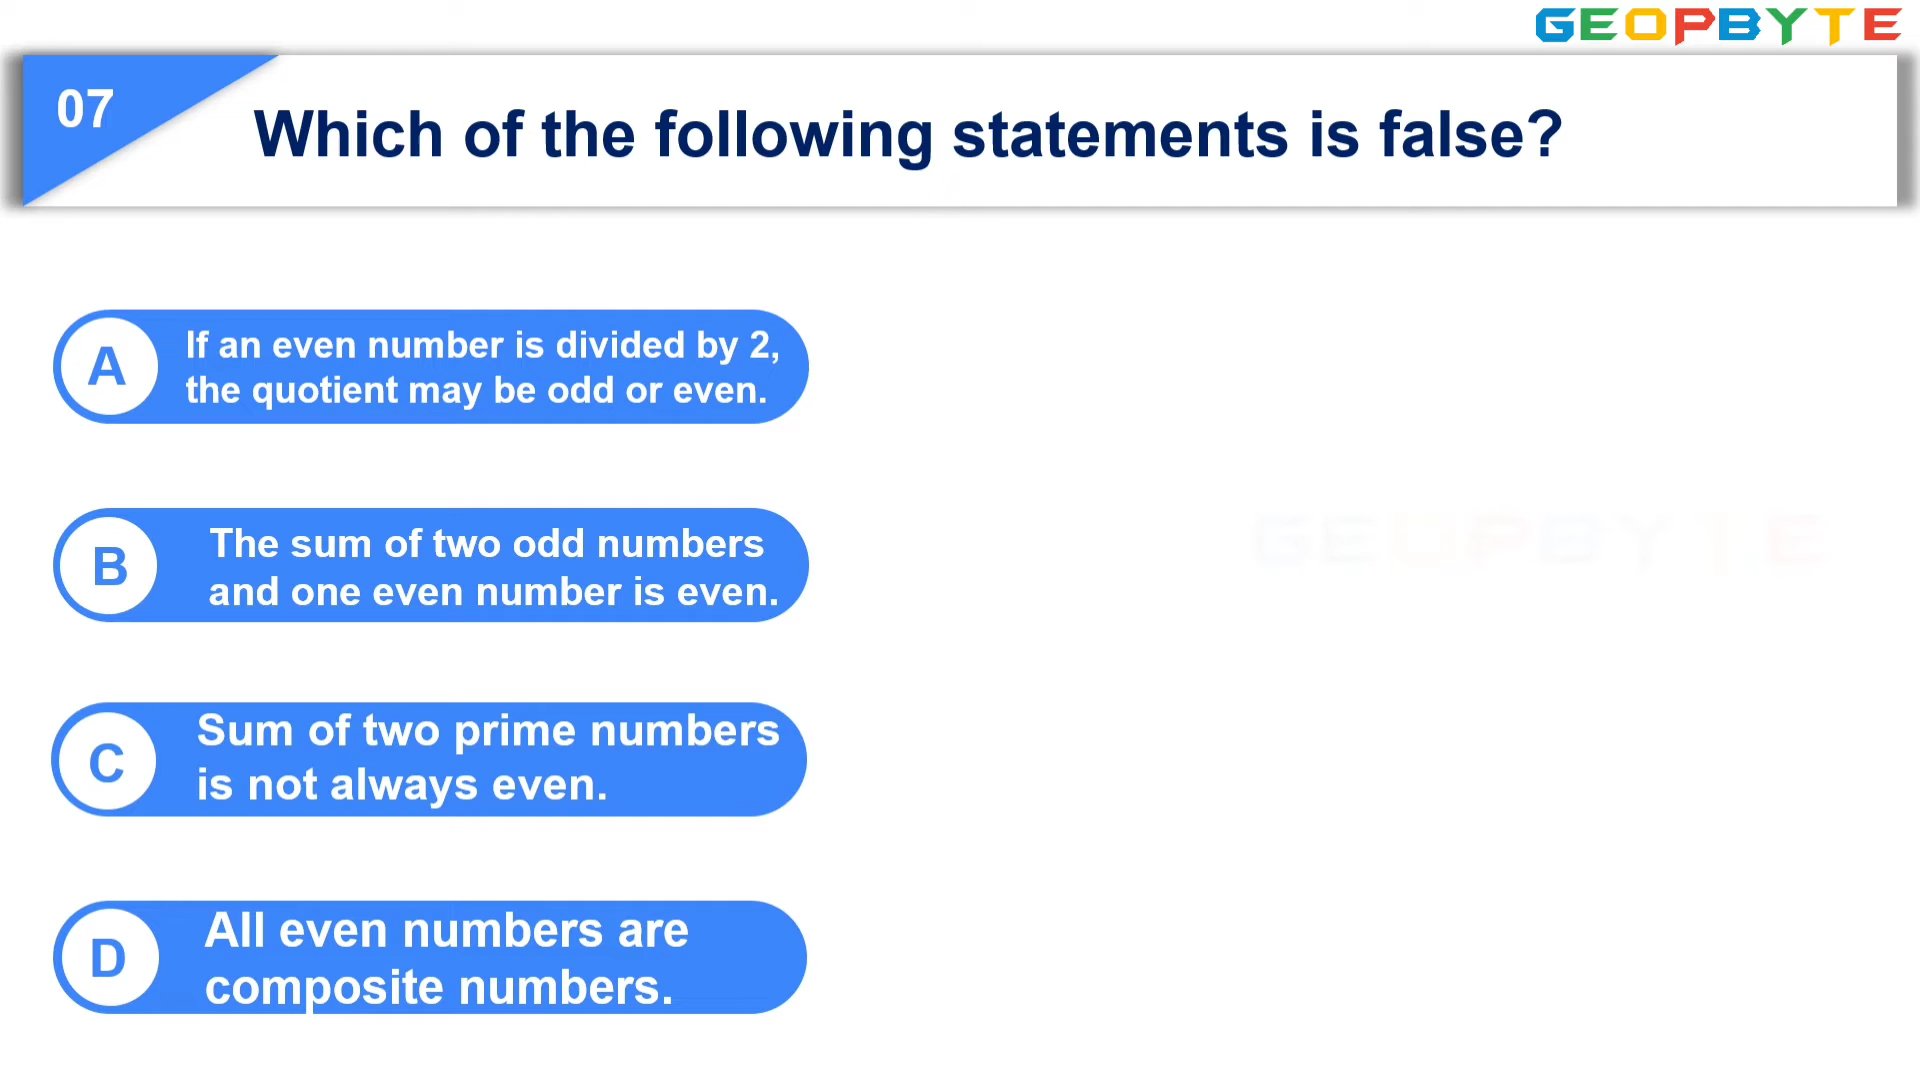 GEOPBYTE
07
Which of the following statements is false?
A
If an even number is divided by 2,
the quotient may be odd or even.
B
The sum of two odd numbers
and one even number is even.
C
Sum of two prime numbers
is not always even.
D
All even numbers are
composite numbers.